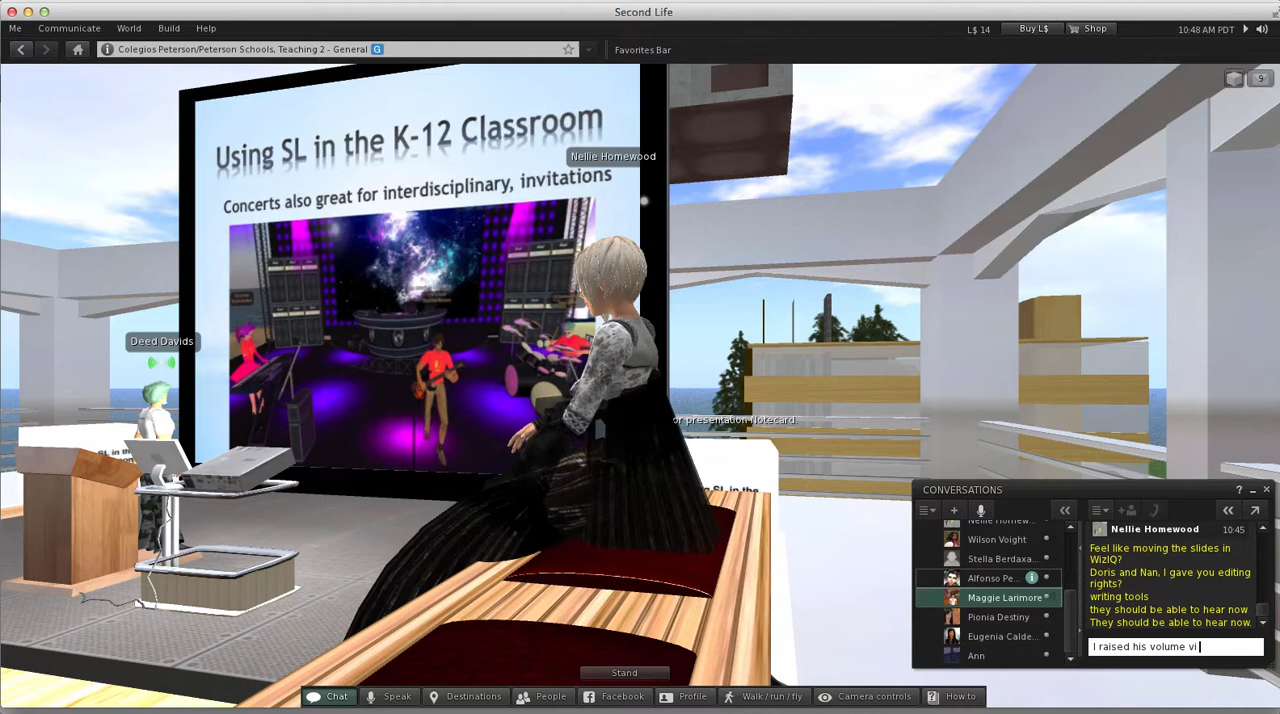 Second Life
Me Communicate World Build Help
L$ 14 Buy L$ Shop 10:48 AM PDT
Colegios Peterson/Peterson Schools, Teaching 2 - General G
Favorites Bar
9
Using SL in the K-12 Classroom
Nellie Homewood
Concerts also great for interdisciplinary, invitations
Deed Davids
or presentation Notecard
SL in the
CONVERSATIONS
Wilson Voight
Stella Berdaxa...
Alfonso Pe...
Maggie Larimore
Pionia Destiny
Eugenia Calde...
Ann
Nellie Homewood 10:45
Feel like moving the slides in
WizIQ?
Doris and Nan, I gave you editing
rights?
writing tools
they should be able to hear now
They should be able to hear now.
I raised his volume vi
Stand
Chat Speak Destinations People Facebook Profile Walk / run / fly Camera controls How to